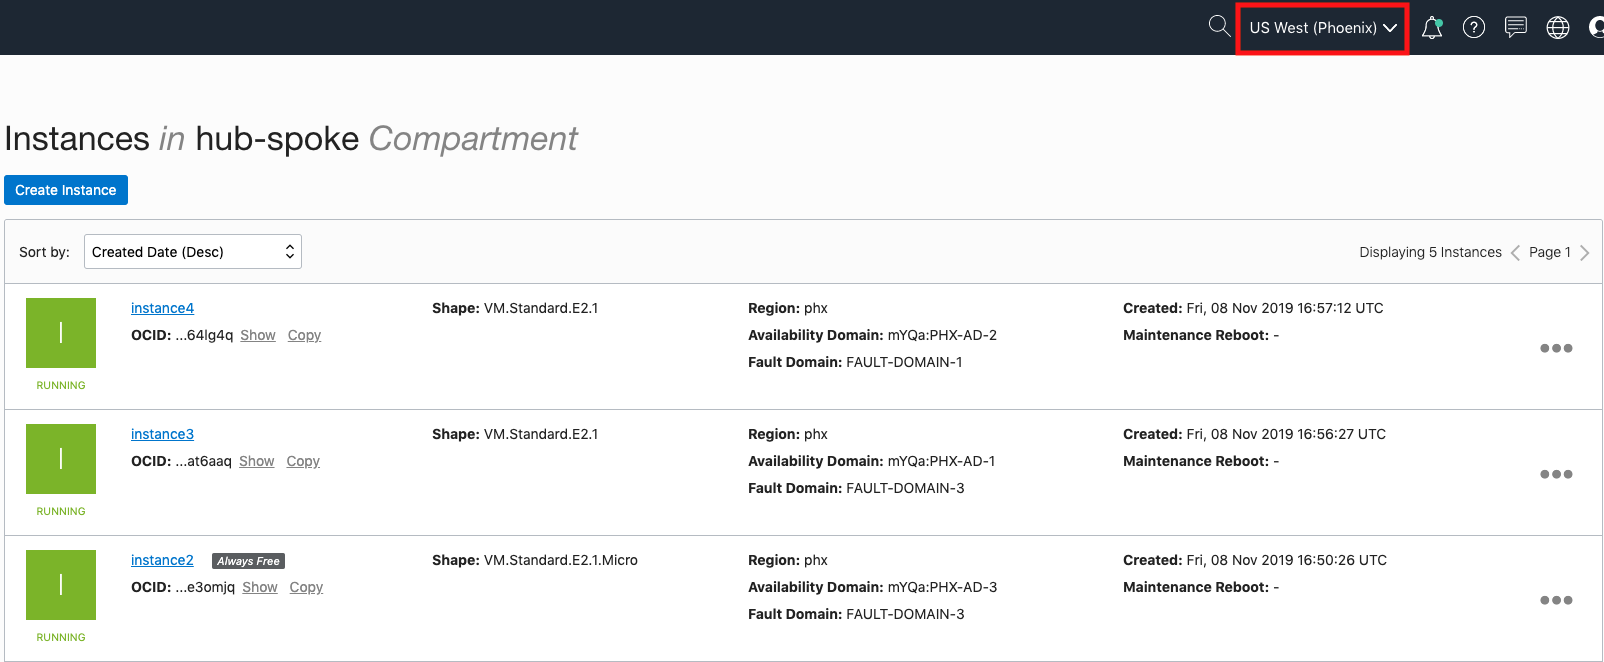 US West (Phoenix)
Instances in hub-spoke Compartment
Create Instance
Sort by: Created Date (Desc) Displaying 5 Instances Page 1
instance4 Shape: VM.Standard.E2.1 Region: phx Created: Fri, 08 Nov 2019 16:57:12 UTC
OCID: ...64lg4q Show Copy Availability Domain: mYQa:PHX-AD-2 Maintenance Reboot: -
Fault Domain: FAULT-DOMAIN-1
RUNNING
instance3 Shape: VM.Standard.E2.1 Region: phx Created: Fri, 08 Nov 2019 16:56:27 UTC
OCID: ...at6aaq Show Copy Availability Domain: mYQa:PHX-AD-1 Maintenance Reboot: -
Fault Domain: FAULT-DOMAIN-3
RUNNING
instance2 Always Free Shape: VM.Standard.E2.1.Micro Region: phx Created: Fri, 08 Nov 2019 16:50:26 UTC
OCID: ...e3omjq Show Copy Availability Domain: mYQa:PHX-AD-3 Maintenance Reboot: -
Fault Domain: FAULT-DOMAIN-3
RUNNING